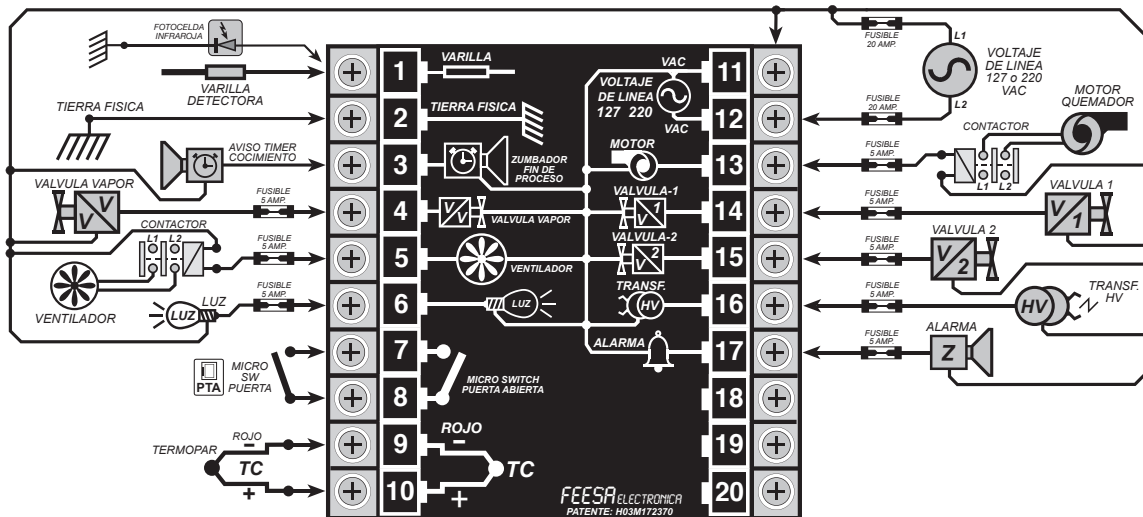 FOTOCELDA
INFRAROJA
VARILLA
DETECTORA
TIERRA FISICA
AVISO TIMER
COCIMIENTO
VALVULA VAPOR
V
V
FUSIBLE
5 AMP.
CONTACTOR
L1
L2
FUSIBLE
5 AMP.
VENTILADOR
LUZ
LUZ
FUSIBLE
5 AMP.
PTA
MICRO
SW
PUERTA
TERMOPAR
ROJO
−
TC
+
1
2
3
4
5
6
7
8
9
10
VARILLA
TIERRA FISICA
ZUMBADOR
FIN DE
PROCESO
V
V
VALVULA VAPOR
VENTILADOR
LUZ
MICRO SWITCH
PUERTA ABIERTA
ROJO
−
TC
+
VAC
VOLTAJE
DE LINEA
127 220
VAC
MOTOR
VALVULA-1
V
1
VALVULA-2
V
2
TRANSF.
HV
ALARMA
FEESA ELECTRONICA
PATENTE: H03M172370
11
12
13
14
15
16
17
18
19
20
FUSIBLE
20 AMP.
L1
L2
VOLTAJE
DE LINEA
127 o 220
VAC
FUSIBLE
20 AMP.
MOTOR
QUEMADOR
CONTACTOR
L1
L2
FUSIBLE
5 AMP.
FUSIBLE
5 AMP.
VALVULA 1
V
1
FUSIBLE
5 AMP.
VALVULA 2
V
2
FUSIBLE
5 AMP.
HV
TRANSF.
HV
FUSIBLE
5 AMP.
ALARMA
Z